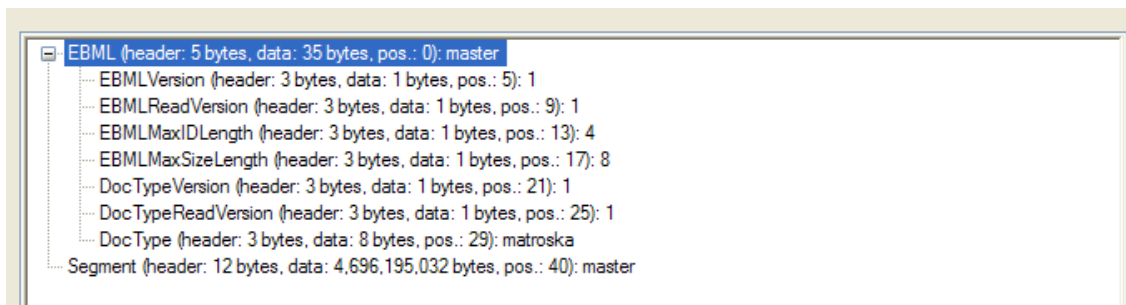 EBML (header: 5 bytes, data: 35 bytes, pos.: 0): master
EBMLVersion (header: 3 bytes, data: 1 bytes, pos.: 5): 1
EBMLReadVersion (header: 3 bytes, data: 1 bytes, pos.: 9): 1
EBMLMaxIDLength (header: 3 bytes, data: 1 bytes, pos.: 13): 4
EBMLMaxSizeLength (header: 3 bytes, data: 1 bytes, pos.: 17): 8
DocTypeVersion (header: 3 bytes, data: 1 bytes, pos.: 21): 1
DocTypeReadVersion (header: 3 bytes, data: 1 bytes, pos.: 25): 1
DocType (header: 3 bytes, data: 8 bytes, pos.: 29): matroska
Segment (header: 12 bytes, data: 4,696,195,032 bytes, pos.: 40): master